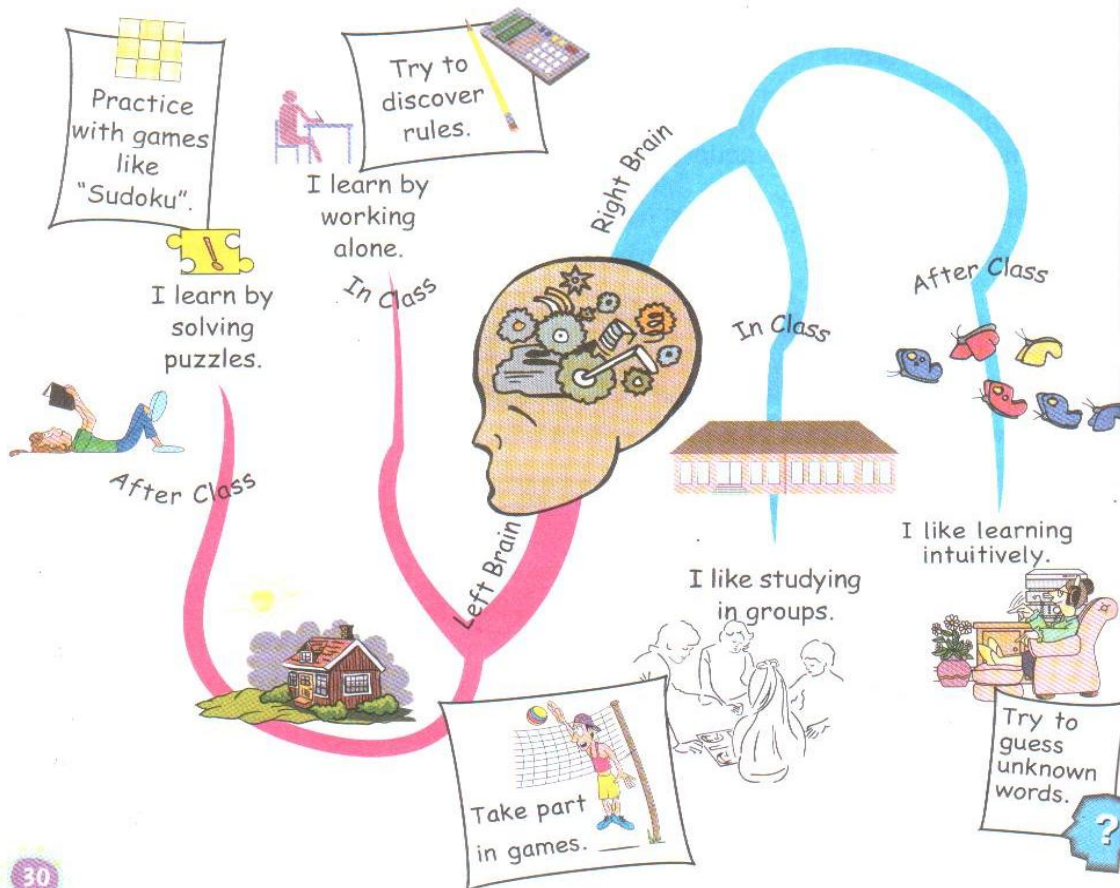 Practice
with games
like
"Sudoku".
Try to
discover
rules.
I learn by
working
alone.
In Class
I learn by
solving
puzzles.
After Class
Left Brain
Right Brain
In Class
After Class
I like studying
in groups.
I like learning
intuitively.
Take part
in games.
Try to
guess
unknown
words.
?
30